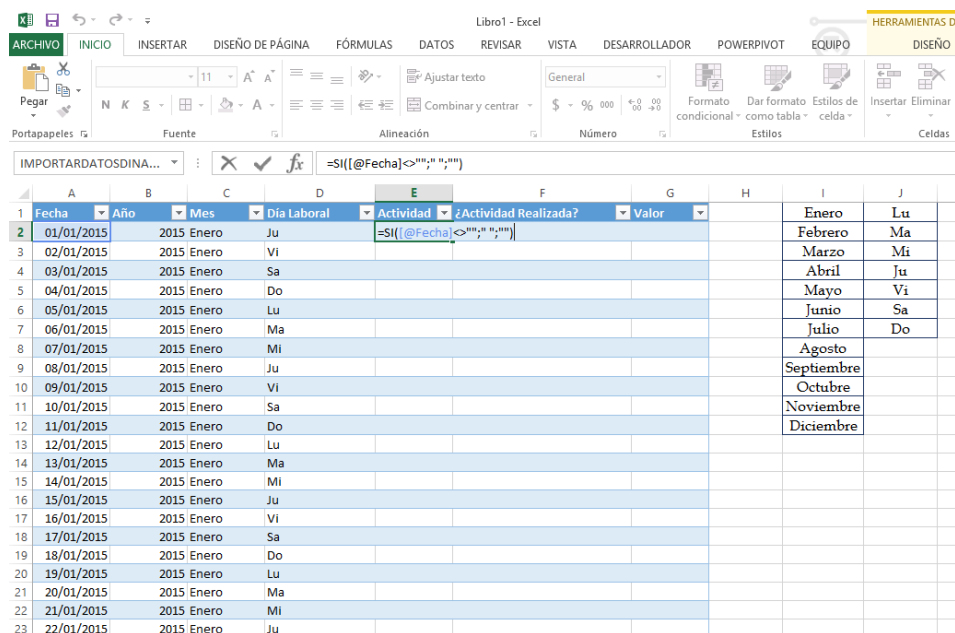 Libro1 - Excel
HERRAMIENTAS D
ARCHIVO INICIO INSERTAR DISEÑO DE PÁGINA FÓRMULAS DATOS REVISAR VISTA DESARROLLADOR POWERPIVOT EQUIPO DISEÑO
Pegar
11 A A
Ajustar texto
General
N K S A
Combinar y centrar
$ % 000
Formato condicional
Dar formato como tabla
Estilos de celda
Insertar Eliminar
Portapapeles Fuente Alineación Número Estilos Celdas
IMPORTARDATOSDINA... fx =SI([@Fecha]<>"";" ";"")
A B C D E F G H I J
1 Fecha Año Mes Día Laboral Actividad ¿Actividad Realizada? Valor Enero Lu
2 01/01/2015 2015 Enero Ju =SI([@Fecha]<>"";" ";"") Febrero Ma
3 02/01/2015 2015 Enero Vi Marzo Mi
4 03/01/2015 2015 Enero Sa Abril Ju
5 04/01/2015 2015 Enero Do Mayo Vi
6 05/01/2015 2015 Enero Lu Junio Sa
7 06/01/2015 2015 Enero Ma Julio Do
8 07/01/2015 2015 Enero Mi Agosto
9 08/01/2015 2015 Enero Ju Septiembre
10 09/01/2015 2015 Enero Vi Octubre
11 10/01/2015 2015 Enero Sa Noviembre
12 11/01/2015 2015 Enero Do Diciembre
13 12/01/2015 2015 Enero Lu
14 13/01/2015 2015 Enero Ma
15 14/01/2015 2015 Enero Mi
16 15/01/2015 2015 Enero Ju
17 16/01/2015 2015 Enero Vi
18 17/01/2015 2015 Enero Sa
19 18/01/2015 2015 Enero Do
20 19/01/2015 2015 Enero Lu
21 20/01/2015 2015 Enero Ma
22 21/01/2015 2015 Enero Mi
23 22/01/2015 2015 Enero Ju